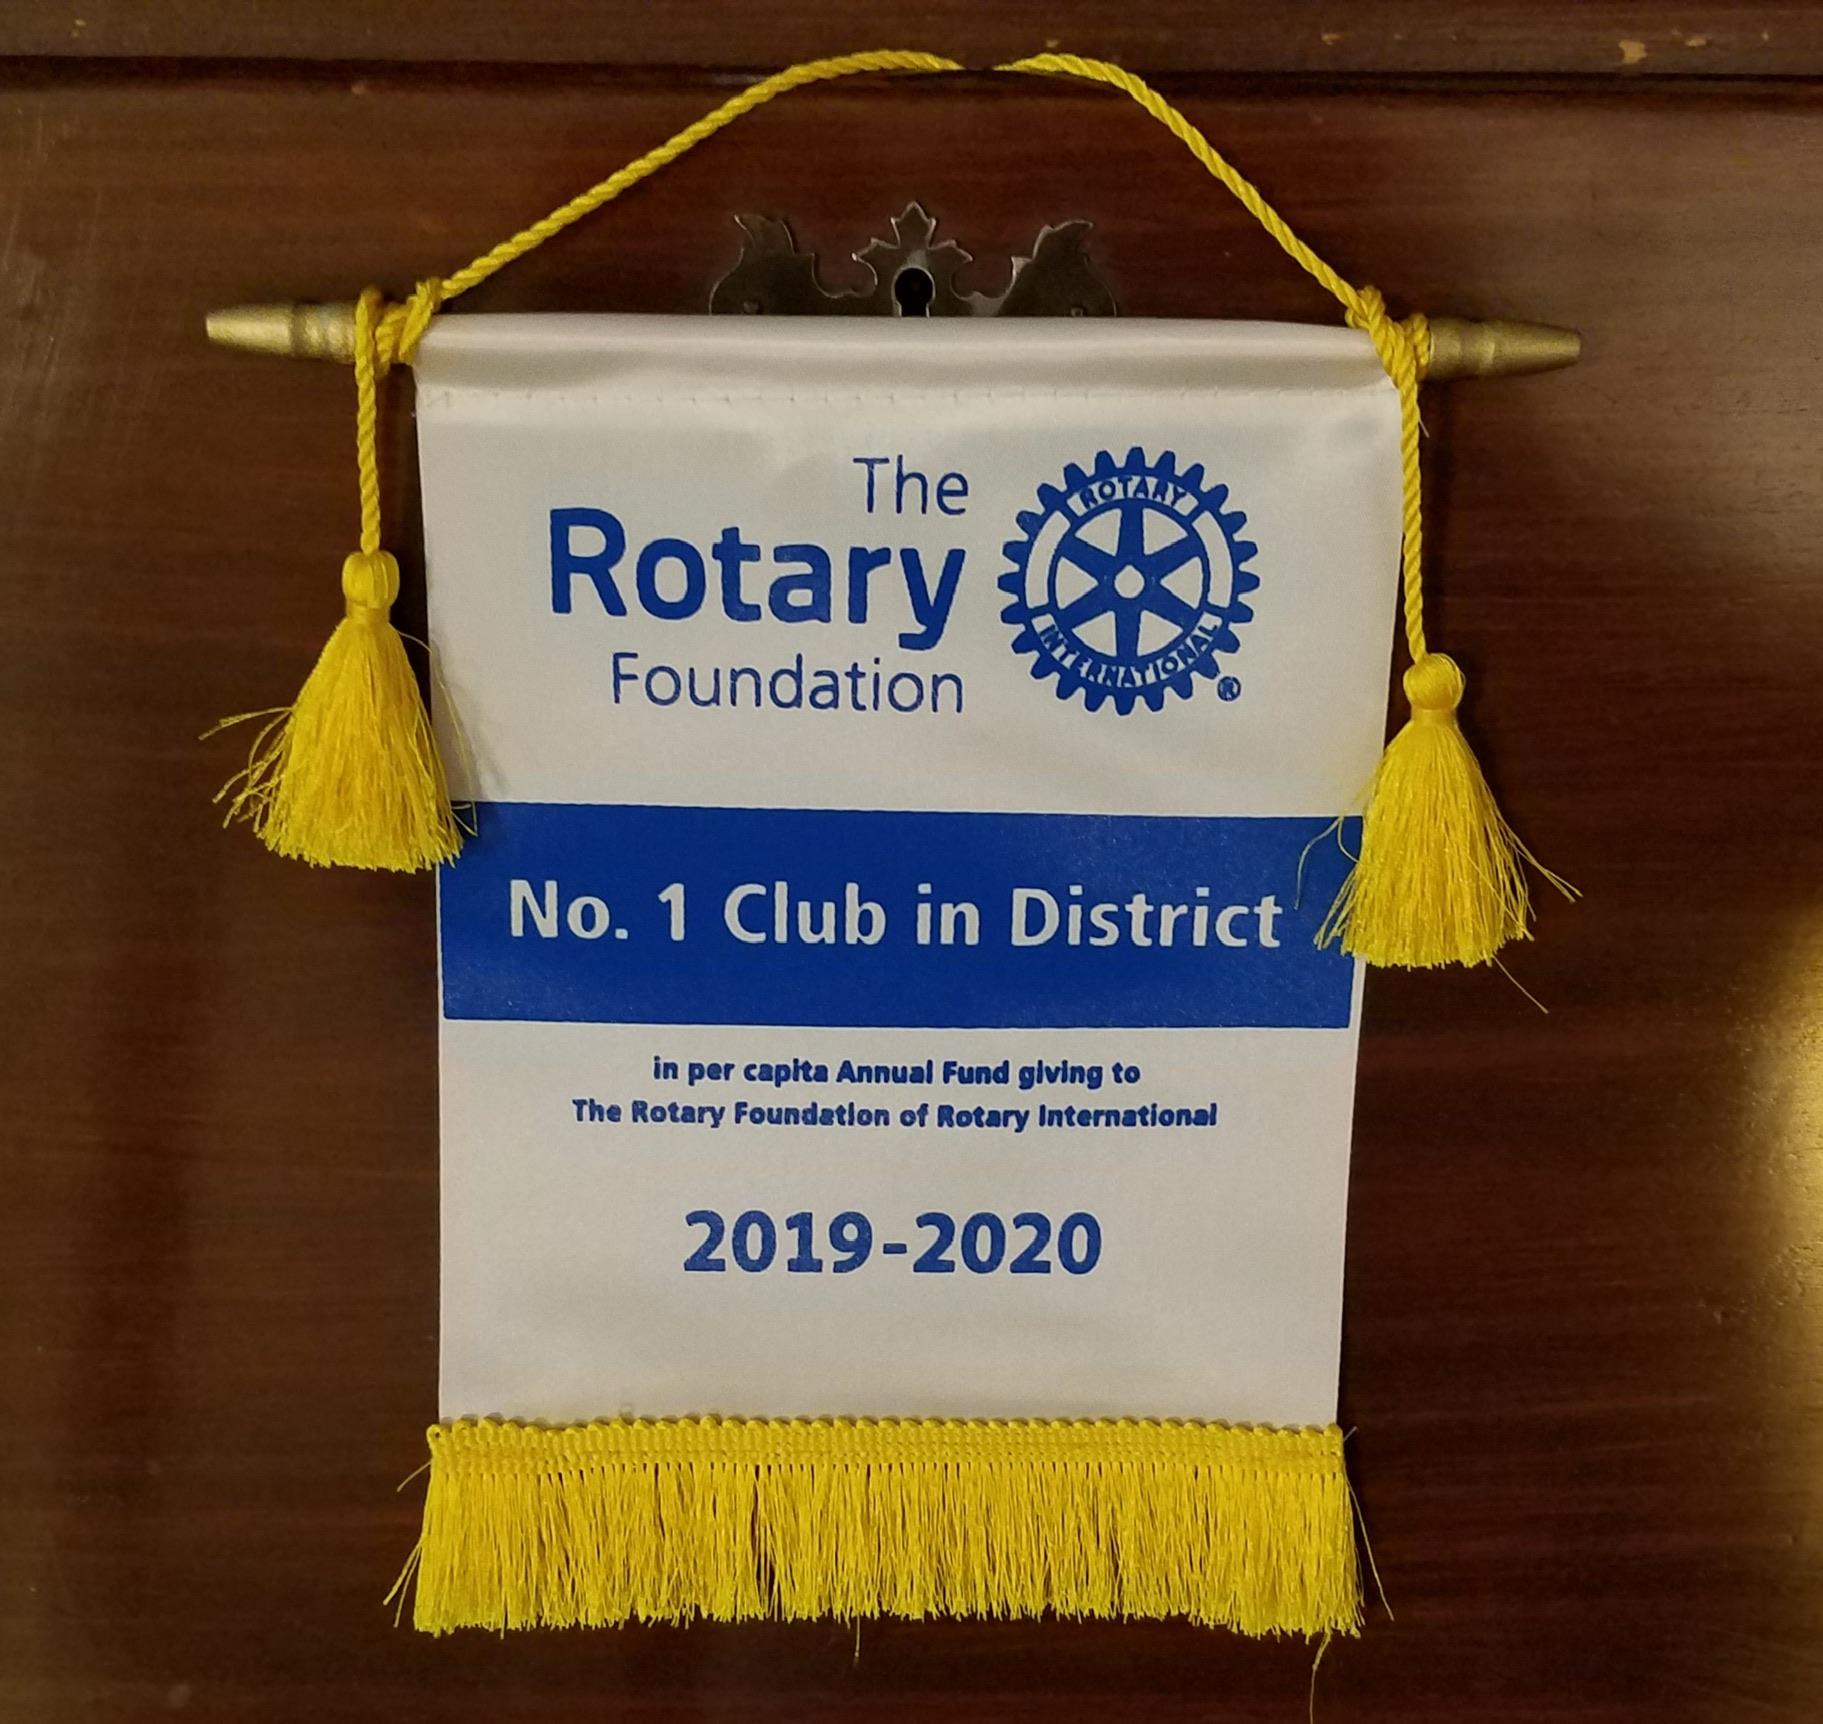 The
Rotary
Foundation
ROTARY
INTERNATIONAL
®
No. 1 Club in District
in per capita Annual Fund giving to
The Rotary Foundation of Rotary International
2019-2020